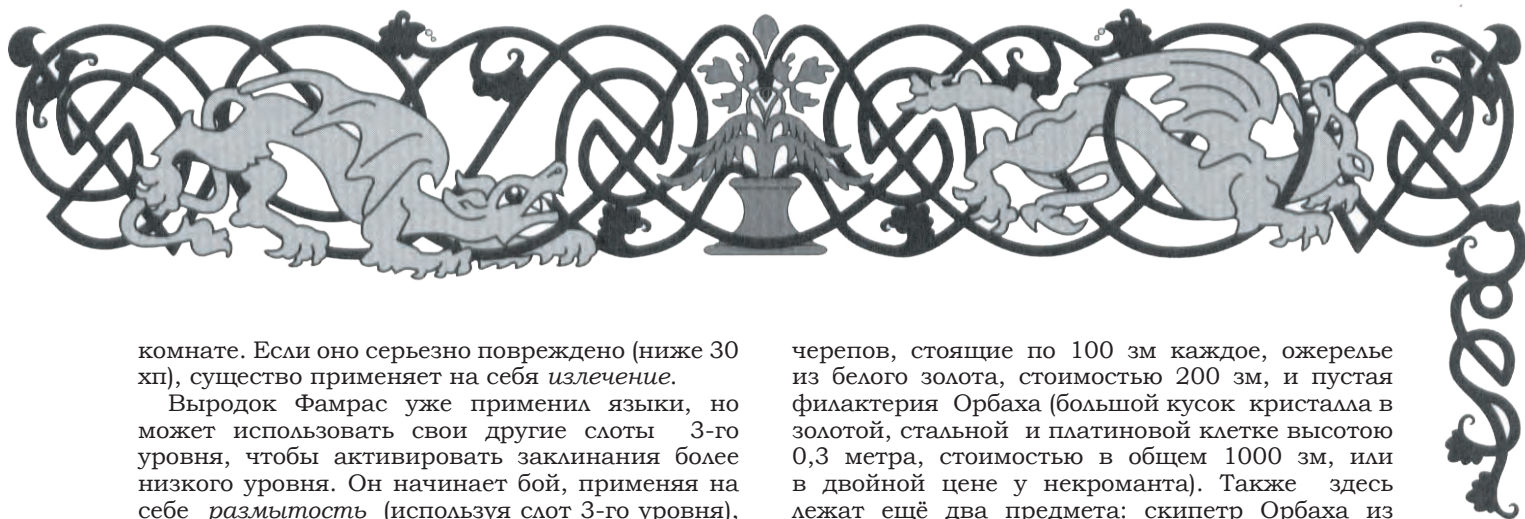 комнате. Если оно серьезно повреждено (ниже 30
хп), существо применяет на себя излечение.
Выродок Фамрас уже применил языки, но
может использовать свои другие слоты 3-го
уровня, чтобы активировать заклинания более
низкого уровня. Он начинает бой, применяя на
себе размытость (используя слот 3-го уровня),
черепов, стоящие по 100 зм каждое, ожерелье
из белого золота, стоимостью 200 зм, и пустая
филактерия Орбаха (большой кусок кристалла в
золотой, стальной и платиновой клетке высотою
0,3 метра, стоимостью в общем 1000 зм, или
в двойной цене у некроманта). Также здесь
лежат ещё два предмета: скипетр Орбаха из